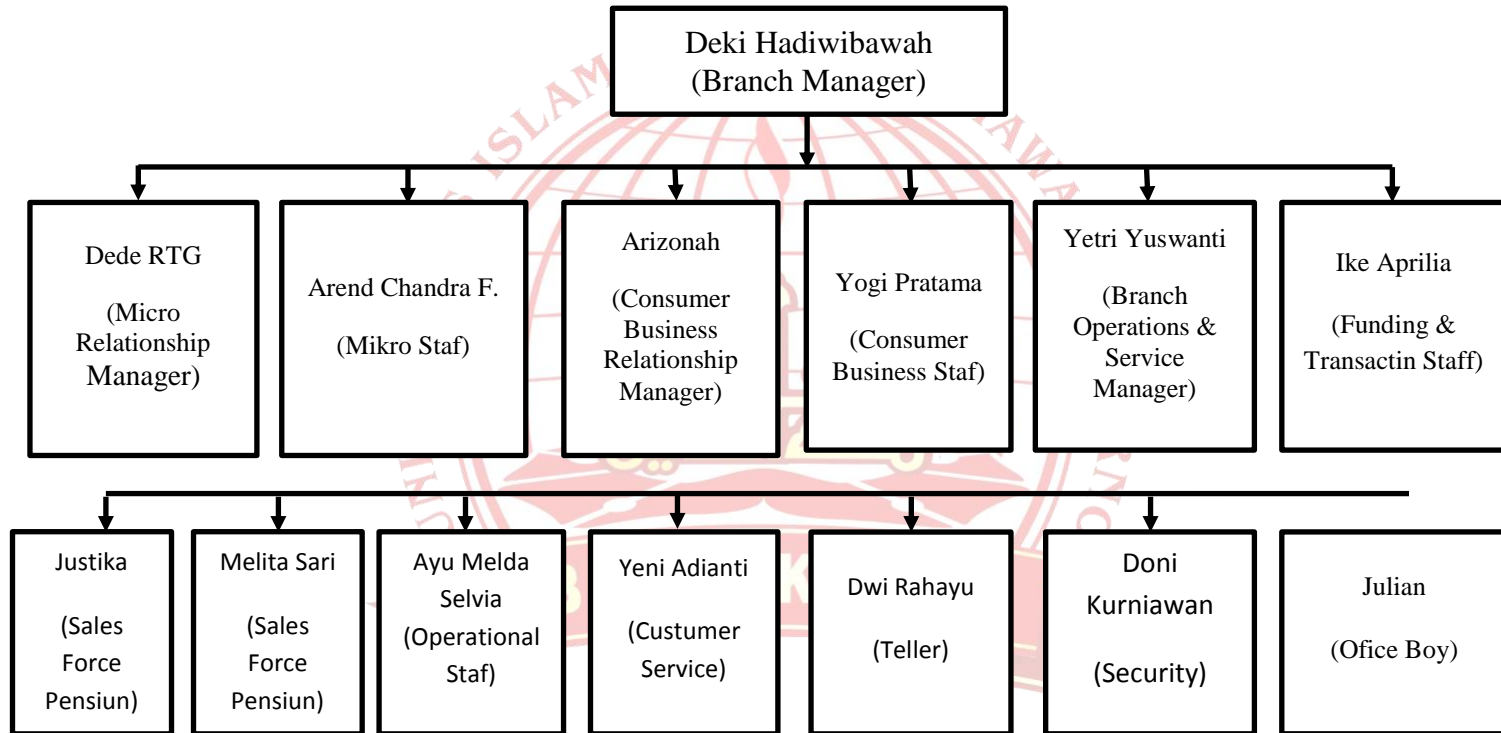 Deki Hadiwibawah
(Branch Manager)
Dede RTG
(Micro
Relationship
Manager)
Arend Chandra F.
(Mikro Staf)
Arizonah
(Consumer
Business
Relationship
Manager)
Yogi Pratama
(Consumer
Business Staf)
Yetri Yuswanti
(Branch
Operations &
Service
Manager)
Ike Aprilia
(Funding &
Transactin Staff)
Justika
(Sales
Force
Pensiun)
Melita Sari
(Sales
Force
Pensiun)
Ayu Melda
Selvia
(Operational
Staf)
Yeni Adianti
(Custumer
Service)
Dwi Rahayu
(Teller)
Doni
Kurniawan
(Security)
Julian
(Ofice Boy)